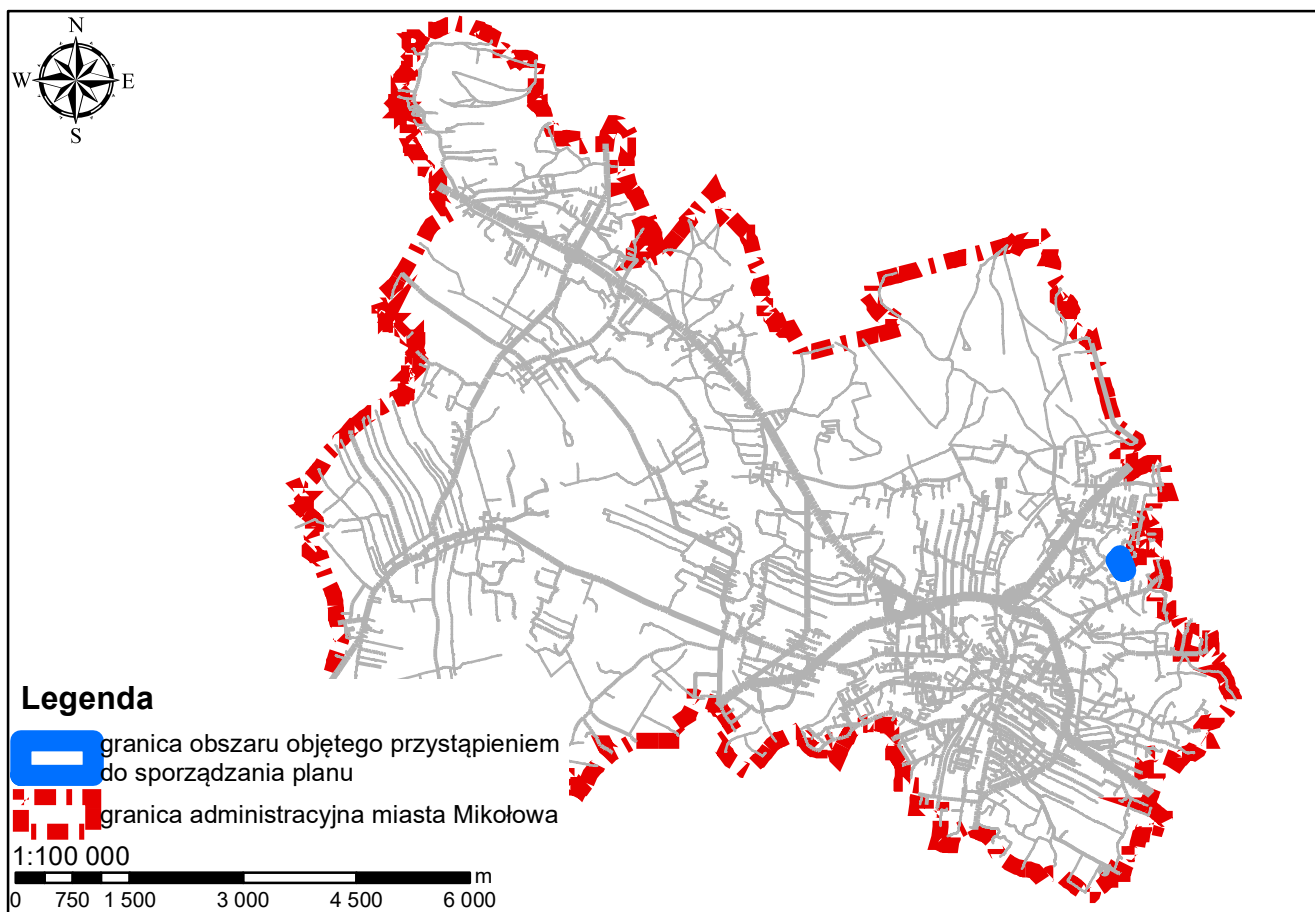 N
W E
S
Legenda
granica obszaru objętego przystąpieniem
do sporządzania planu
granica administracyjna miasta Mikołowa
1:100 000
m
0 750 1 500 3 000 4 500 6 000